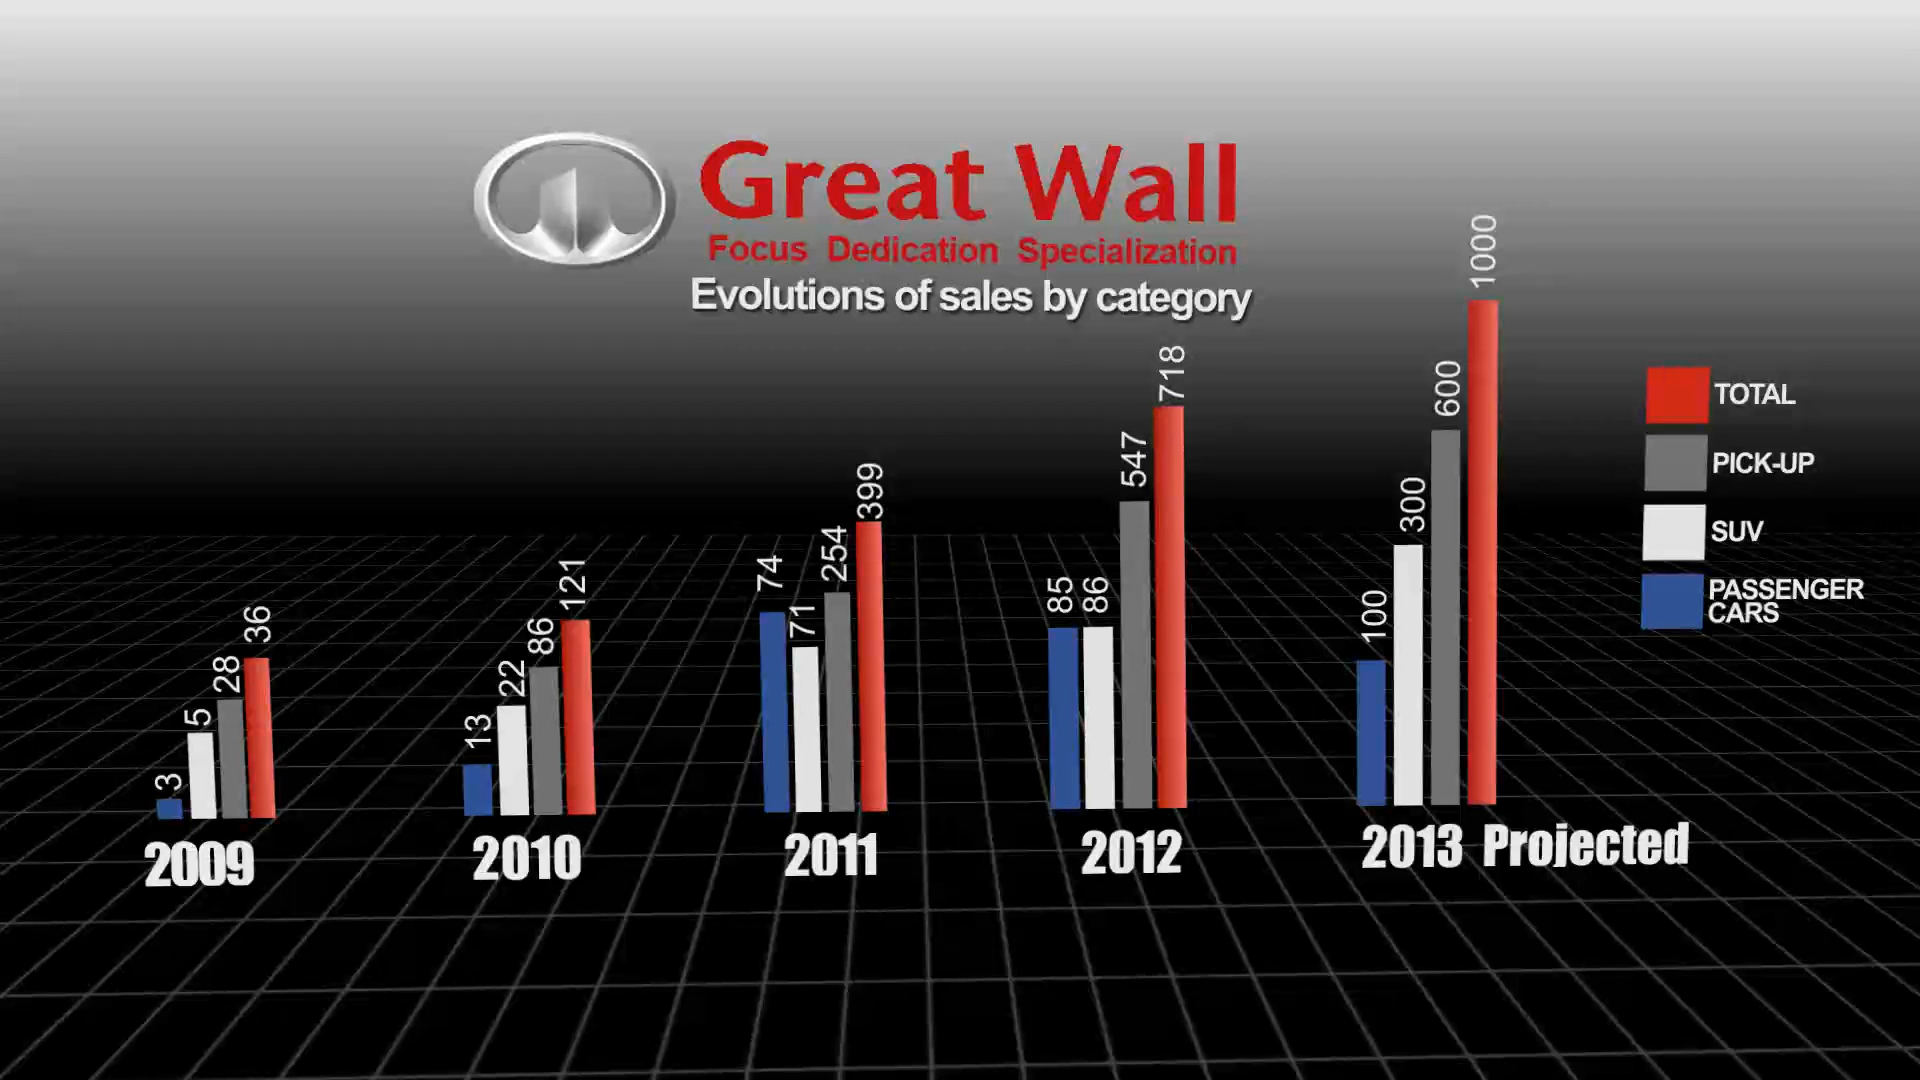 Great Wall
Focus Dedication Specialization
Evolutions of sales by category
3 5 28 36
13 22 86 121
74 71 254 399
85 86 547 718
100 300 600 1000
2009 2010 2011 2012 2013 Projected
TOTAL
PICK-UP
SUV
PASSENGER
CARS